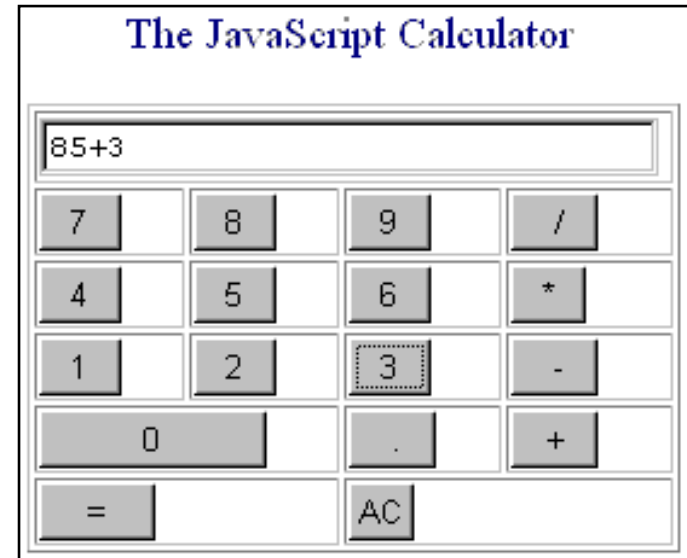 The JavaScript Calculator
85+3
7 8 9 /
4 5 6 *
1 2 3 -
0 . +
= AC